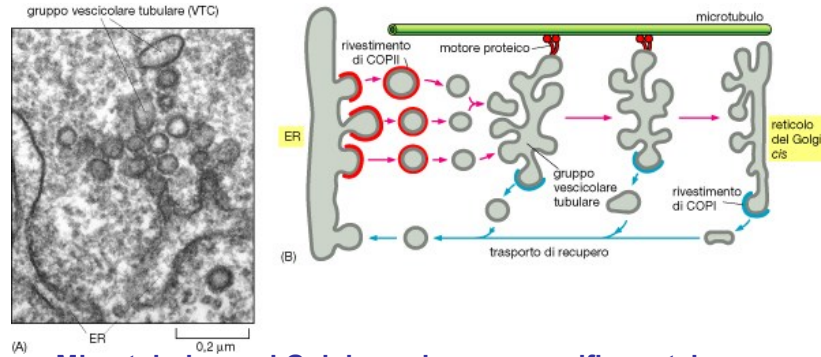 gruppo vescicolare tubulare (VTC)
ER
0,2 µm
(A)
microtubulo
rivestimento
di COPII
motore proteico
ER
gruppo
vescicolare
tubulare
reticolo
del Golgi
cis
rivestimento
di COPI
trasporto di recupero
(B)